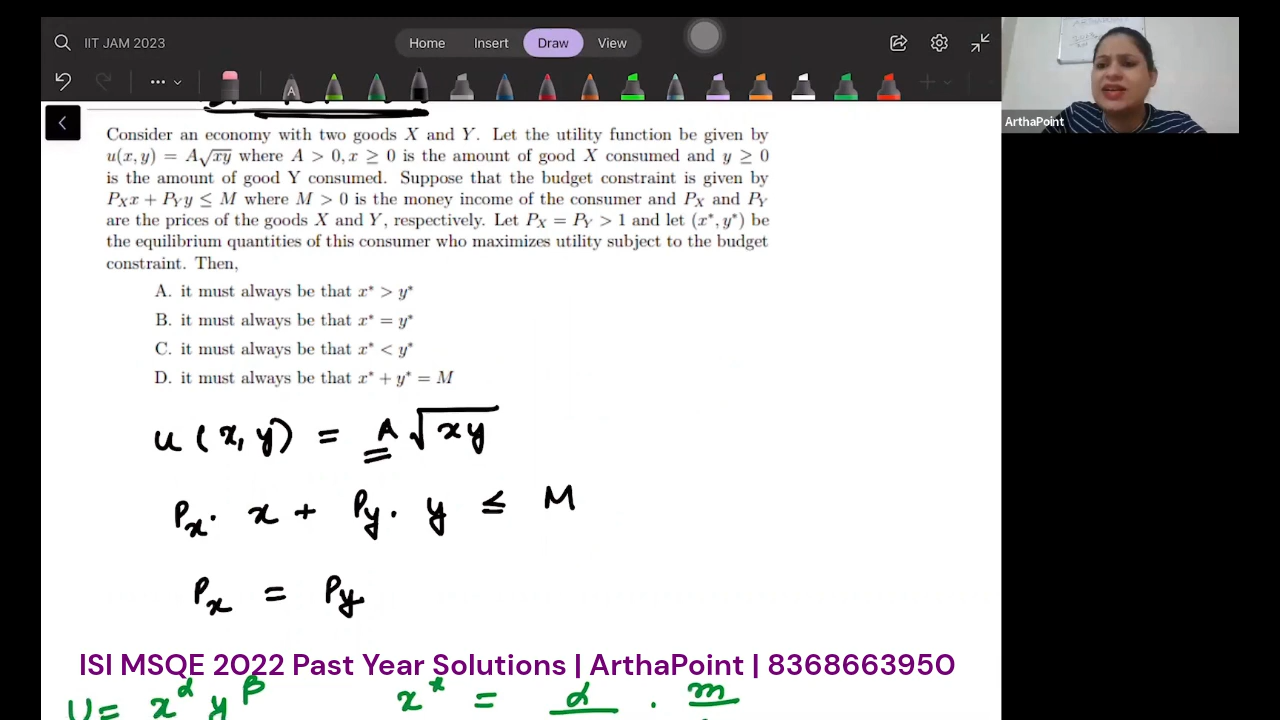 IIT JAM 2023
Home Insert Draw View
ArthaPoint
Consider an economy with two goods X and Y. Let the utility function be given by
u(x, y) = A√xy where A > 0, x ≥ 0 is the amount of good X consumed and y ≥ 0
is the amount of good Y consumed. Suppose that the budget constraint is given by
P_X x + P_Y y ≤ M where M > 0 is the money income of the consumer and P_X and P_Y
are the prices of the goods X and Y, respectively. Let P_X = P_Y > 1 and let (x*, y*) be
the equilibrium quantities of this consumer who maximizes utility subject to the budget
constraint. Then,
A. it must always be that x* > y*
B. it must always be that x* = y*
C. it must always be that x* < y*
D. it must always be that x* + y* = M
u(x, y) = A√xy
P_x · x + P_y · y ≤ M
P_x = P_y
ISI MSQE 2022 Past Year Solutions | ArthaPoint | 8368663950
U = x^α y^β x* = α · m